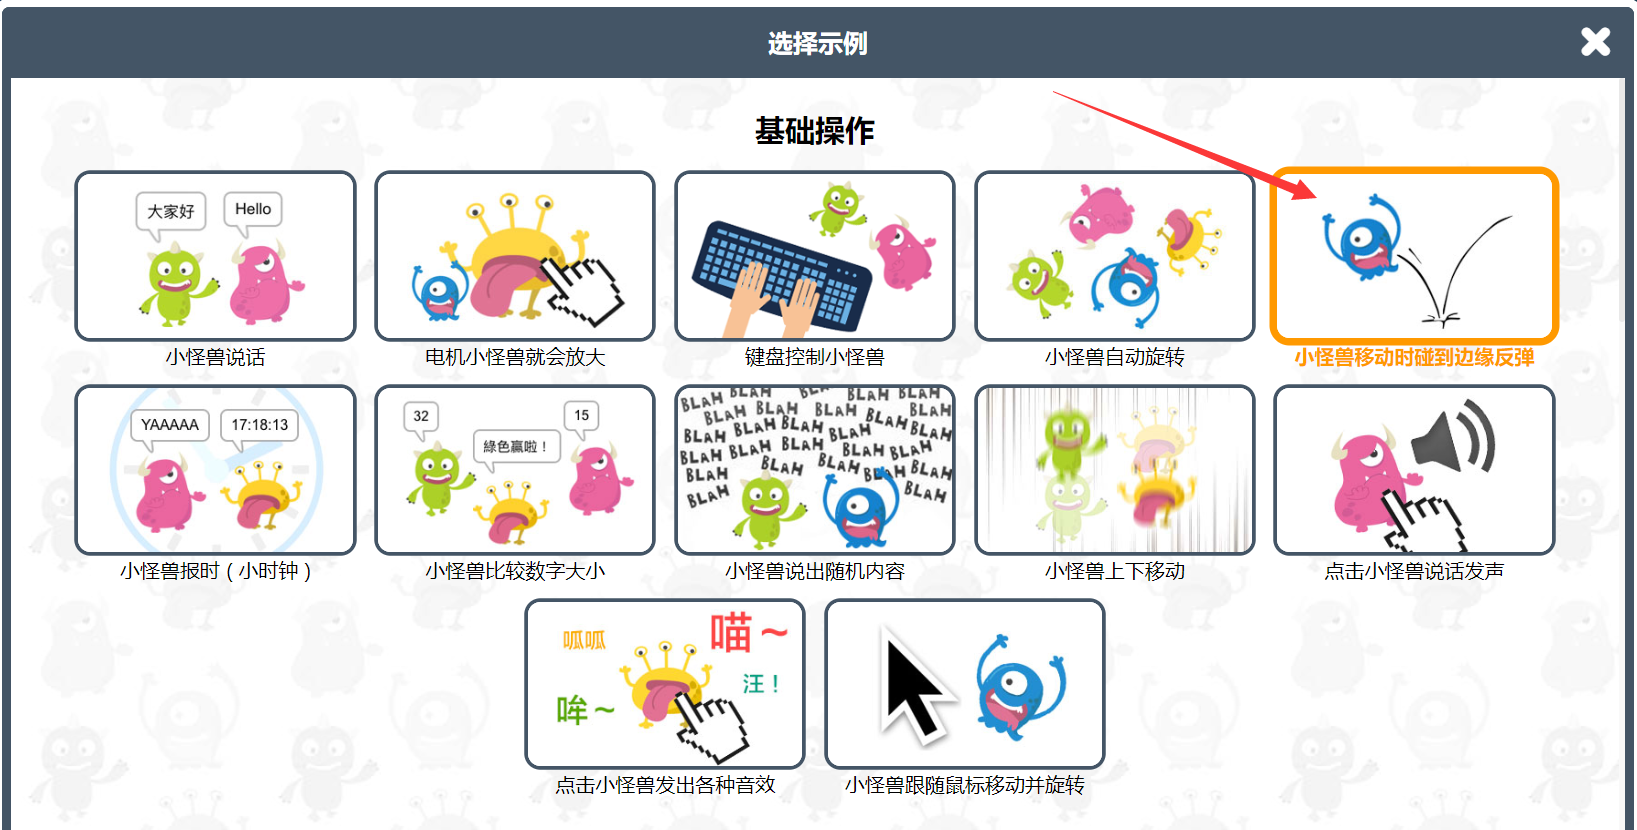 选择示例
基础操作
大家好
Hello
小怪兽说话
电机小怪兽就会放大
键盘控制小怪兽
小怪兽自动旋转
小怪兽移动时碰到边缘反弹
YAAAAA
17:18:13
小怪兽报时（小时钟）
32
綠色贏啦！
15
小怪兽比较数字大小
BLAH BLAH BLAH BLAH
BLAH BLAH BLAH BLAH BLAH
BLAH BLAH BLAH BLAH
BLAH BLAH BLAH BLAH
BLAH BLAH BLAH BLAH
BLAH BLAH
小怪兽说出随机内容
小怪兽上下移动
点击小怪兽说话发声
呱呱
喵～
汪！
哞～
点击小怪兽发出各种音效
小怪兽跟随鼠标移动并旋转